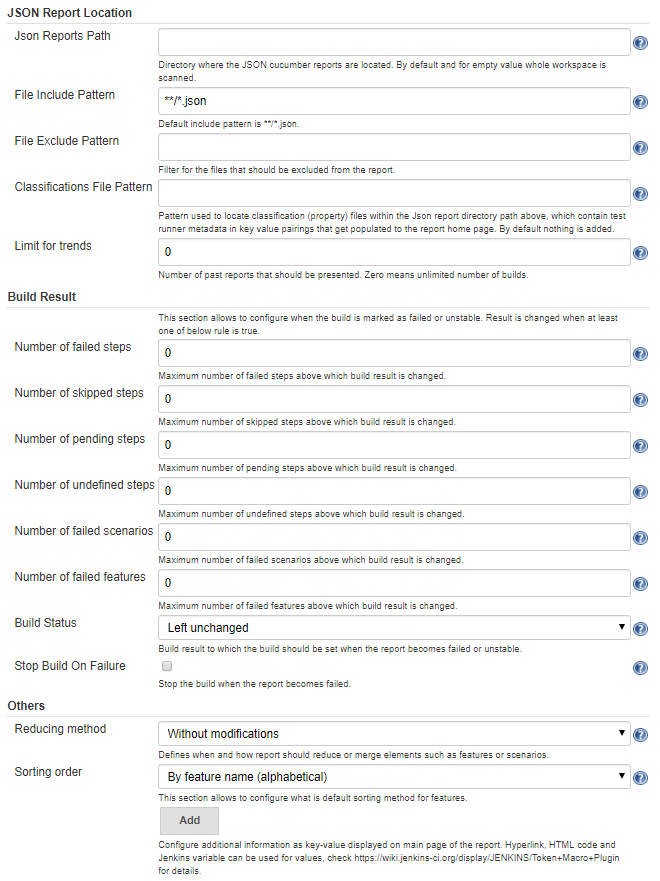 JSON Report Location
Json Reports Path
Directory where the JSON cucumber reports are located. By default and for empty value whole workspace is
scanned.
File Include Pattern
**/*.json
Default include pattern is **/*.json.
File Exclude Pattern
Filter for the files that should be excluded from the report.
Classifications File Pattern
Pattern used to locate classification (property) files within the Json report directory path above, which contain test
runner metadata in key value pairings that get populated to the report home page. By default nothing is added.
Limit for trends
0
Number of past reports that should be presented. Zero means unlimited number of builds.
Build Result
This section allows to configure when the build is marked as failed or unstable. Result is changed when at least
one of below rule is true.
Number of failed steps
0
Maximum number of failed steps above which build result is changed.
Number of skipped steps
0
Maximum number of skipped steps above which build result is changed.
Number of pending steps
0
Maximum number of pending steps above which build result is changed.
Number of undefined steps
0
Maximum number of undefined steps above which build result is changed.
Number of failed scenarios
0
Maximum number of failed scenarios above which build result is changed.
Number of failed features
0
Maximum number of failed features above which build result is changed.
Build Status
Left unchanged
Build result to which the build should be set when the report becomes failed or unstable.
Stop Build On Failure
Stop the build when the report becomes failed.
Others
Reducing method
Without modifications
Defines when and how report should reduce or merge elements such as features or scenarios.
Sorting order
By feature name (alphabetical)
This section allows to configure what is default sorting method for features.
Add
Configure additional information as key-value displayed on main page of the report. Hyperlink, HTML code and
Jenkins variable can be used for values, check https://wiki.jenkins-ci.org/display/JENKINS/Token+Macro+Plugin
for details.